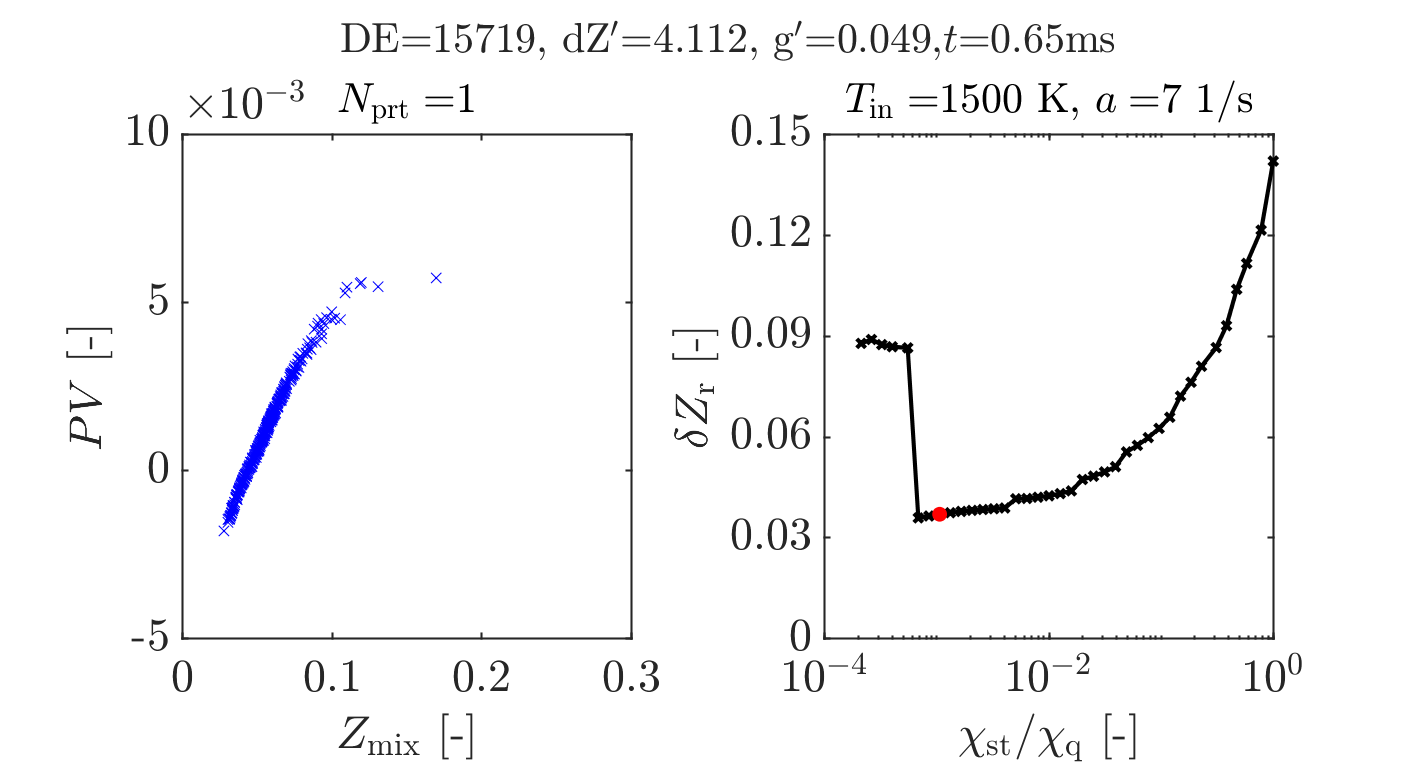 DE=15719, dZ′=4.112, g′=0.049,t=0.65ms
×10⁻³ N_prt =1
10
5
0
-5
0 0.1 0.2 0.3
PV [-]
Z_mix [-]
T_in =1500 K, a =7 1/s
0.15
0.12
0.09
0.06
0.03
0
10⁻⁴ 10⁻² 10⁰
δZ_r [-]
χ_st/χ_q [-]